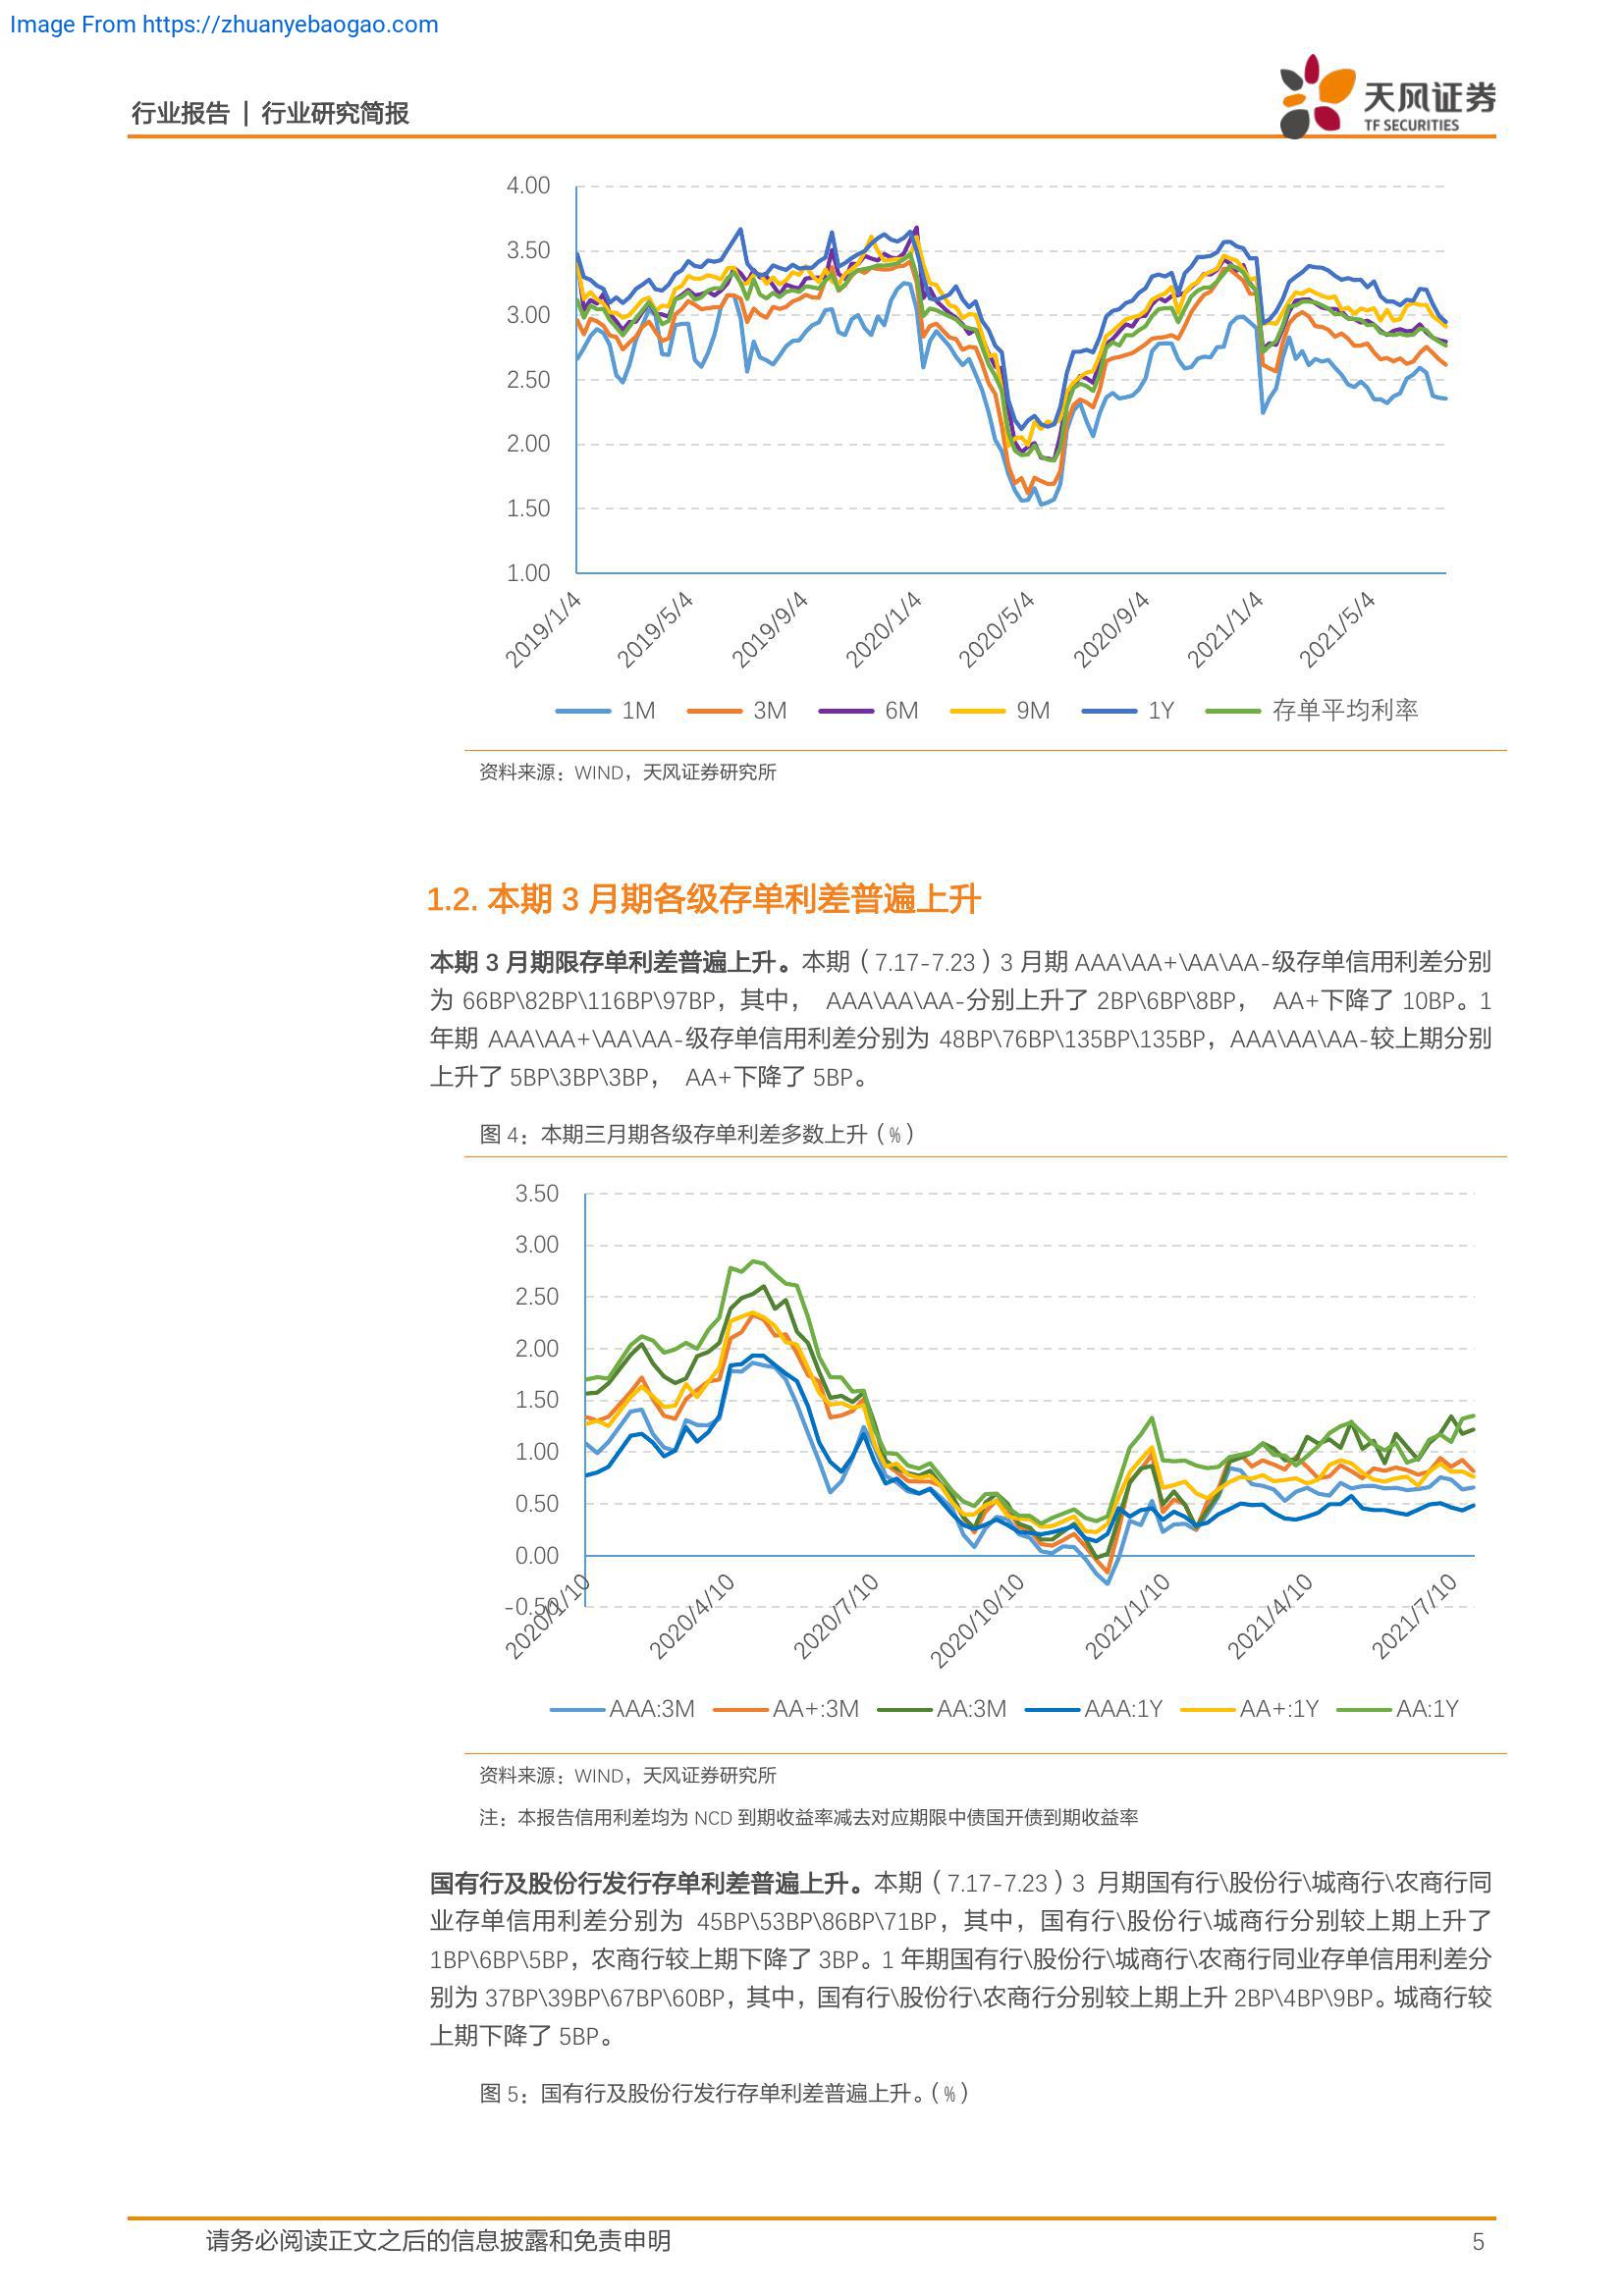 Image From https://zhuanyebaogao.com
行业报告 | 行业研究简报
天风证券
TF SECURITIES
4.00
3.50
3.00
2.50
2.00
1.50
1.00
2019/1/4
2019/5/4
2019/9/4
2020/1/4
2020/5/4
2020/9/4
2021/1/4
2021/5/4
1M 3M 6M 9M 1Y 存单平均利率
资料来源：WIND，天风证券研究所
1.2. 本期 3 月期各级存单利差普遍上升
本期 3 月期限存单利差普遍上升。本期（7.17-7.23）3 月期 AAA\AA+\AA\AA-级存单信用利差分别
为 66BP\82BP\116BP\97BP，其中， AAA\AA\AA-分别上升了 2BP\6BP\8BP， AA+下降了 10BP。1
年期 AAA\AA+\AA\AA-级存单信用利差分别为 48BP\76BP\135BP\135BP，AAA\AA\AA-较上期分别
上升了 5BP\3BP\3BP， AA+下降了 5BP。
图 4：本期三月期各级存单利差多数上升（%）
3.50
3.00
2.50
2.00
1.50
1.00
0.50
0.00
-0.50
2020/1/10
2020/4/10
2020/7/10
2020/10/10
2021/1/10
2021/4/10
2021/7/10
AAA:3M AA+:3M AA:3M AAA:1Y AA+:1Y AA:1Y
资料来源：WIND，天风证券研究所
注：本报告信用利差均为 NCD 到期收益率减去对应期限中债国开债到期收益率
国有行及股份行发行存单利差普遍上升。本期（7.17-7.23）3 月期国有行\股份行\城商行\农商行同
业存单信用利差分别为 45BP\53BP\86BP\71BP，其中，国有行\股份行\城商行分别较上期上升了
1BP\6BP\5BP，农商行较上期下降了 3BP。1 年期国有行\股份行\城商行\农商行同业存单信用利差分
别为 37BP\39BP\67BP\60BP，其中，国有行\股份行\农商行分别较上期上升 2BP\4BP\9BP。城商行较
上期下降了 5BP。
图 5：国有行及股份行发行存单利差普遍上升。（%）
请务必阅读正文之后的信息披露和免责申明
5